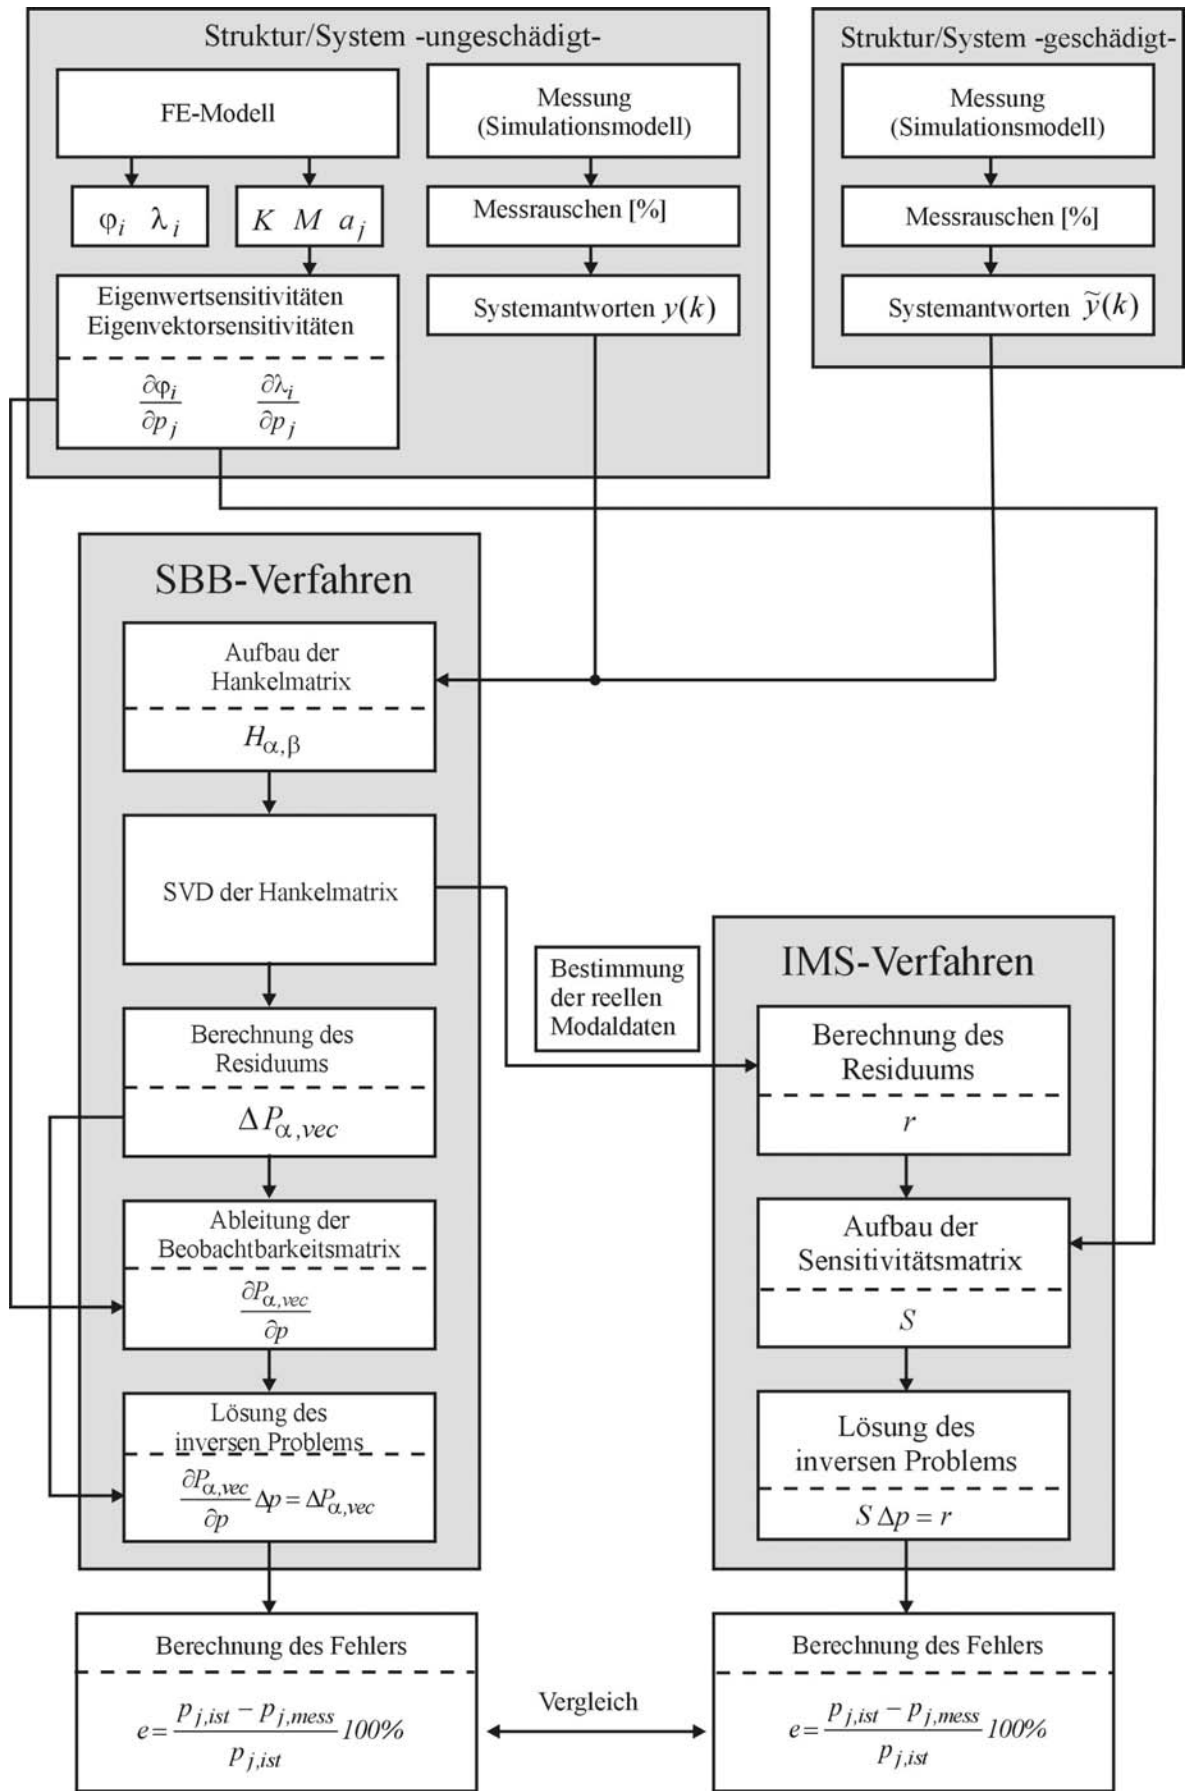 Struktur/System -ungeschädigt-
FE-Modell
φ_i λ_i
K M a_j
Eigenwertsensitivitäten
Eigenvektorsensitivitäten
∂φ_i/∂p_j ∂λ_i/∂p_j
Messung
(Simulationsmodell)
Messrauschen [%]
Systemantworten y(k)
Struktur/System -geschädigt-
Messung
(Simulationsmodell)
Messrauschen [%]
Systemantworten ỹ(k)
SBB-Verfahren
Aufbau der
Hankelmatrix
H_α,β
SVD der Hankelmatrix
Berechnung des
Residuums
Δ P_α,vec
Ableitung der
Beobachtbarkeitsmatrix
∂P_α,vec/∂p
Lösung des
inversen Problems
∂P_α,vec/∂p Δp = ΔP_α,vec
Bestimmung
der reellen
Modaldaten
IMS-Verfahren
Berechnung des
Residuums
r
Aufbau der
Sensitivitätsmatrix
S
Lösung des
inversen Problems
S Δp = r
Berechnung des Fehlers
e = (p_j,ist − p_j,mess)/p_j,ist 100%
Vergleich
Berechnung des Fehlers
e = (p_j,ist − p_j,mess)/p_j,ist 100%